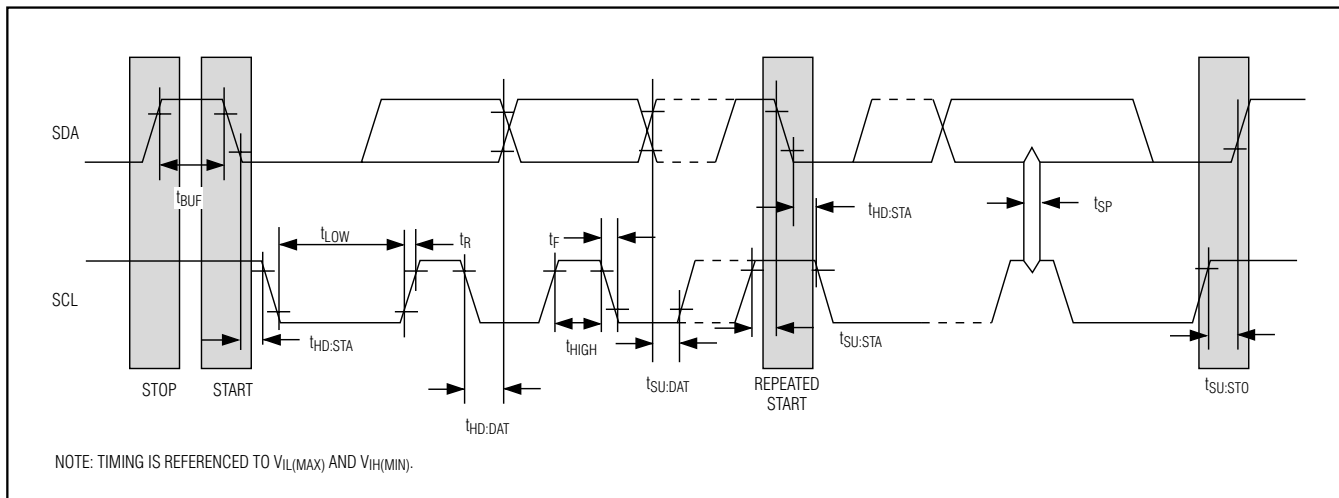 SDA
tBUF
tHD:STA
tSP
tLOW
tR
tF
SCL
tHD:STA
tHIGH
tSU:STA
tSU:DAT
tHD:DAT
STOP
START
REPEATED
START
tSU:STO
NOTE: TIMING IS REFERENCED TO VIL(MAX) AND VIH(MIN).